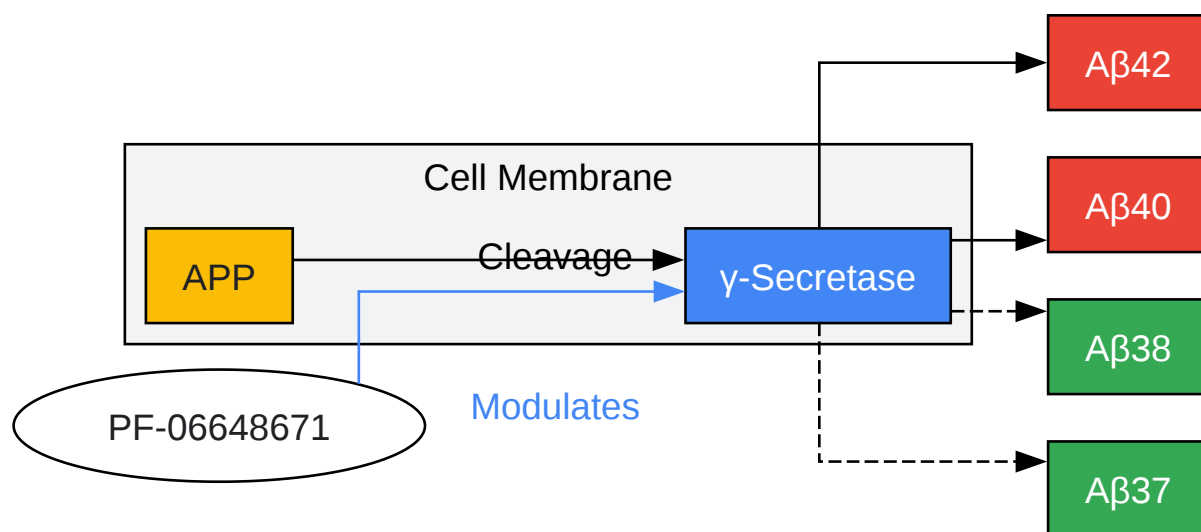 Aβ42
Cell Membrane
Aβ40
APP
Cleavage
γ-Secretase
Aβ38
PF-06648671
Modulates
Aβ37